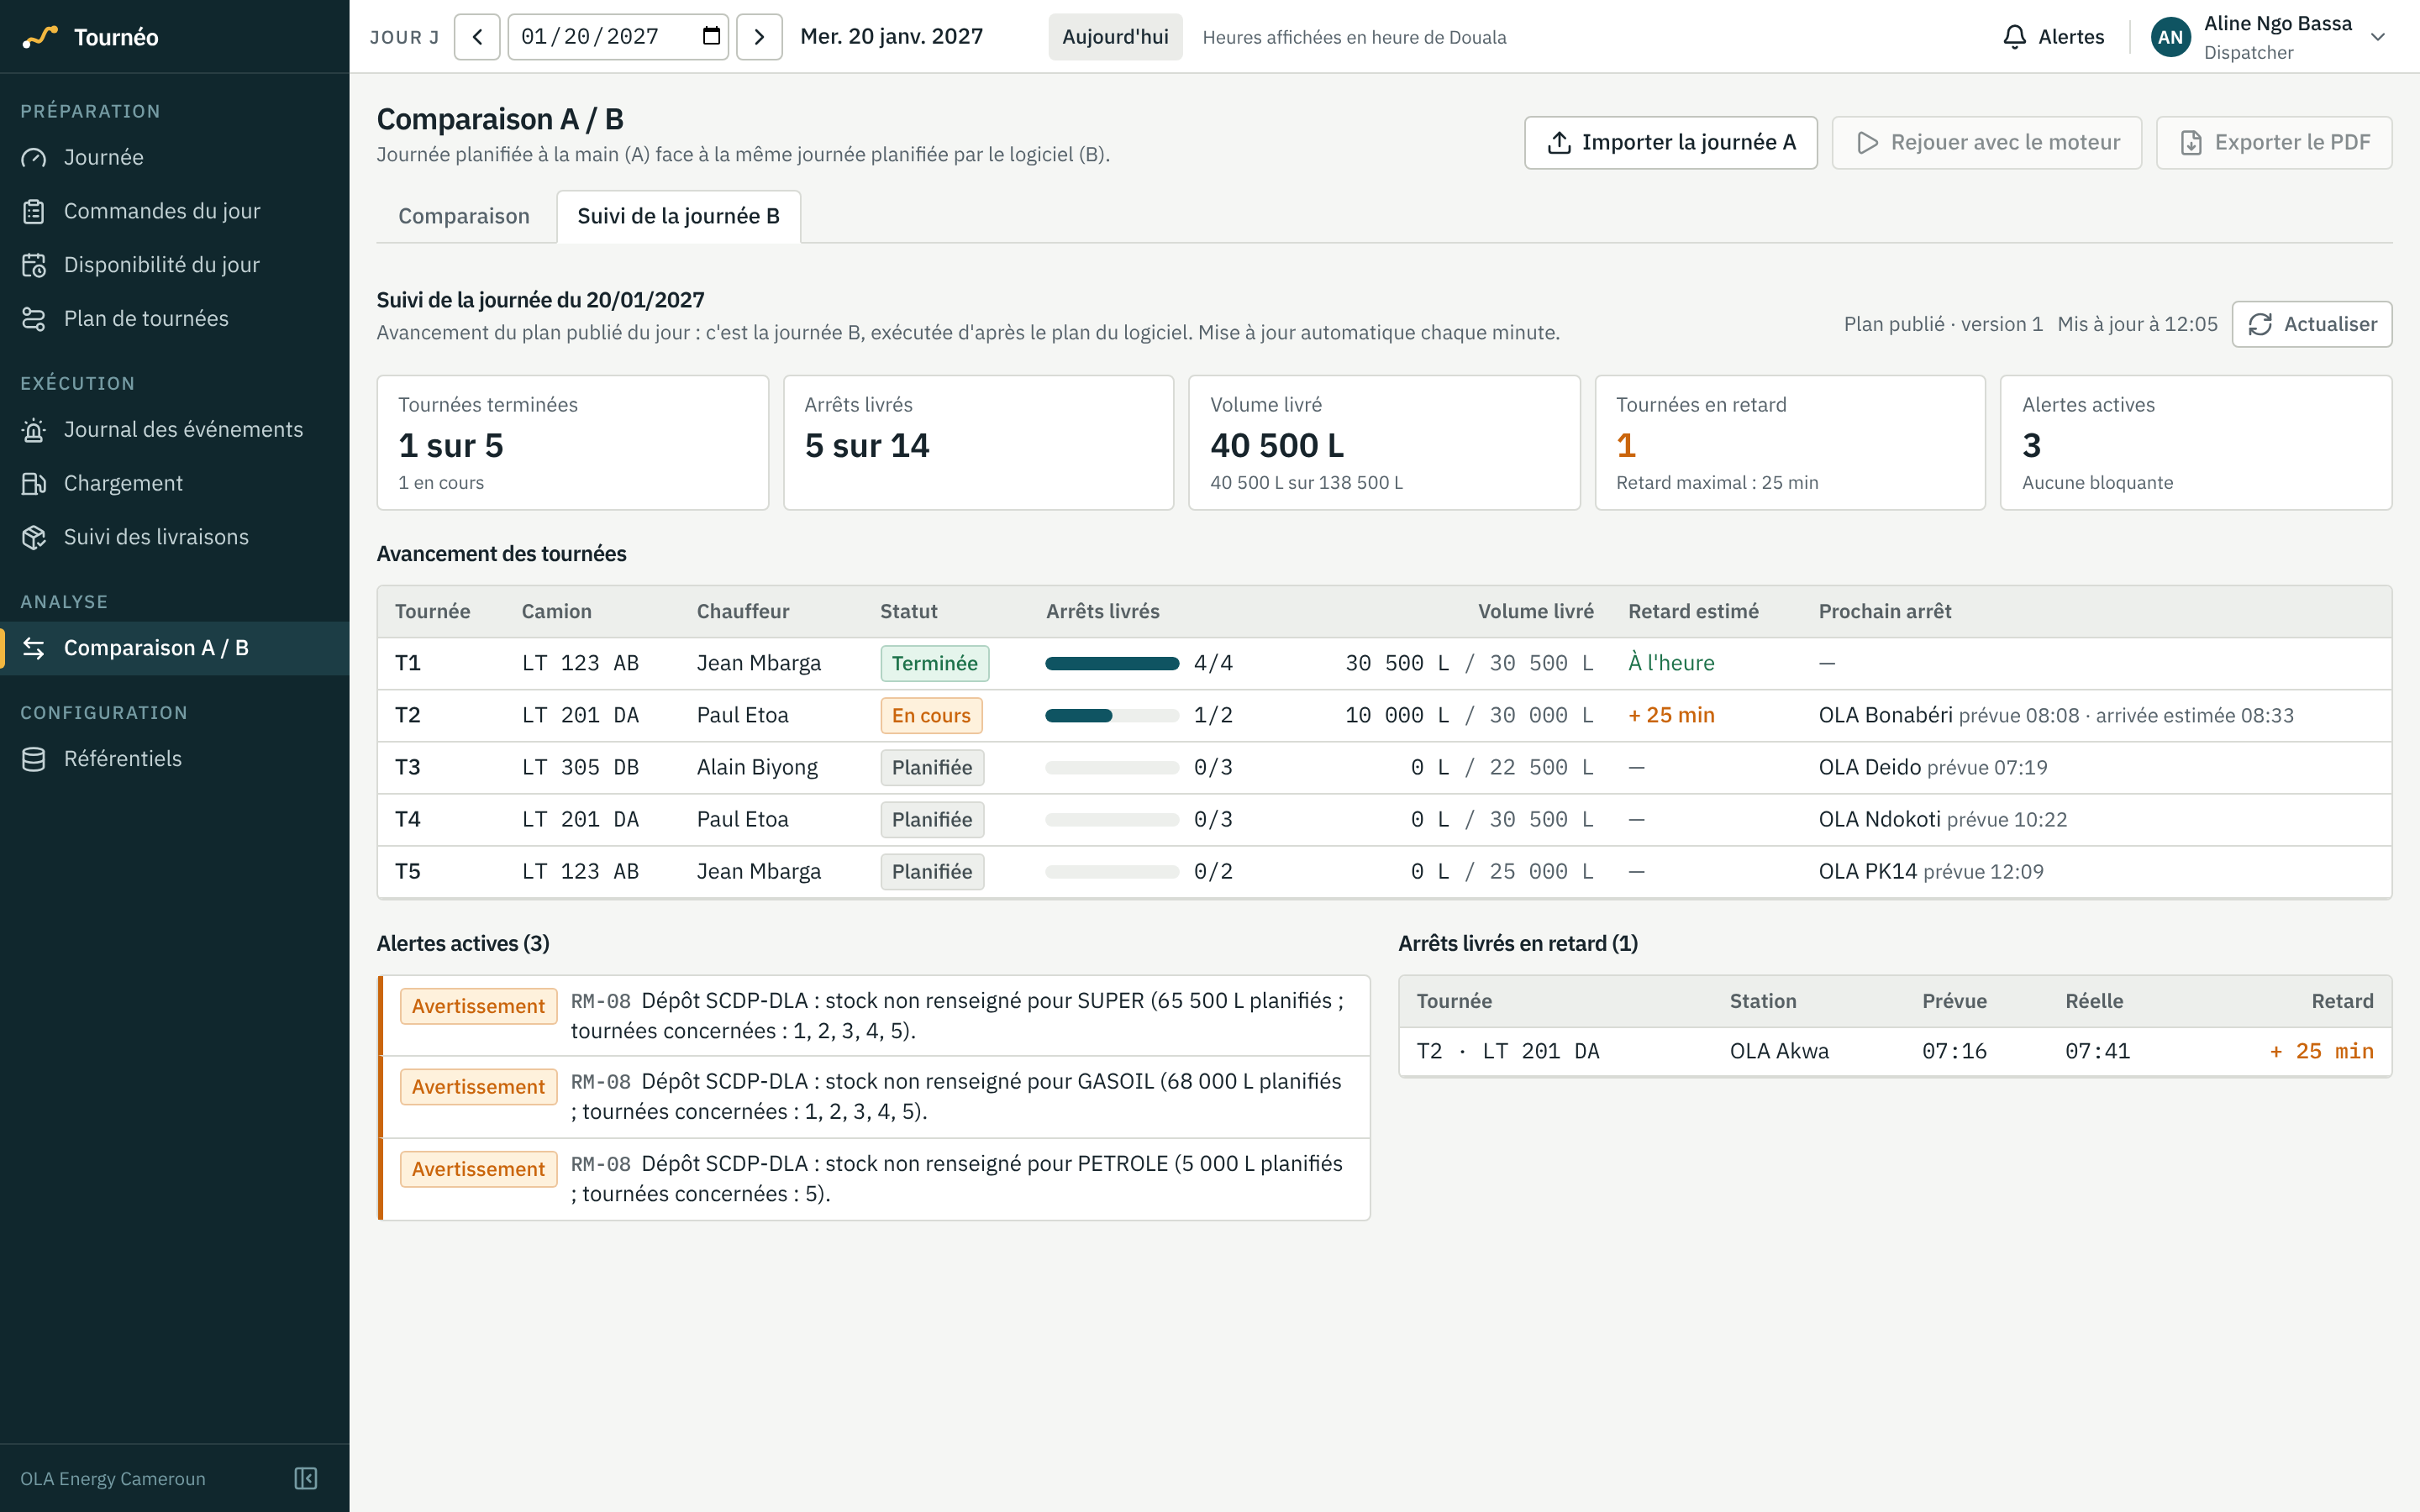 Tournéo
JOUR J
01/20/2027
Mer. 20 janv. 2027
Aujourd'hui
Heures affichées en heure de Douala
Alertes
AN
Aline Ngo Bassa
Dispatcher
PRÉPARATION
Journée
Commandes du jour
Disponibilité du jour
Plan de tournées
EXÉCUTION
Journal des événements
Chargement
Suivi des livraisons
ANALYSE
Comparaison A / B
CONFIGURATION
Référentiels
OLA Energy Cameroun
Comparaison A / B
Journée planifiée à la main (A) face à la même journée planifiée par le logiciel (B).
Importer la journée A
Rejouer avec le moteur
Exporter le PDF
Comparaison
Suivi de la journée B
Suivi de la journée du 20/01/2027
Avancement du plan publié du jour : c'est la journée B, exécutée d'après le plan du logiciel. Mise à jour automatique chaque minute.
Plan publié · version 1 Mis à jour à 12:05
Actualiser
Tournées terminées
1 sur 5
1 en cours
Arrêts livrés
5 sur 14
Volume livré
40 500 L
40 500 L sur 138 500 L
Tournées en retard
1
Retard maximal : 25 min
Alertes actives
3
Aucune bloquante
Avancement des tournées
Tournée Camion Chauffeur Statut Arrêts livrés Volume livré Retard estimé Prochain arrêt
T1 LT 123 AB Jean Mbarga Terminée 4/4 30 500 L / 30 500 L À l'heure —
T2 LT 201 DA Paul Etoa En cours 1/2 10 000 L / 30 000 L + 25 min OLA Bonabéri prévue 08:08 · arrivée estimée 08:33
T3 LT 305 DB Alain Biyong Planifiée 0/3 0 L / 22 500 L — OLA Deido prévue 07:19
T4 LT 201 DA Paul Etoa Planifiée 0/3 0 L / 30 500 L — OLA Ndokoti prévue 10:22
T5 LT 123 AB Jean Mbarga Planifiée 0/2 0 L / 25 000 L — OLA PK14 prévue 12:09
Alertes actives (3)
Avertissement RM-08 Dépôt SCDP-DLA : stock non renseigné pour SUPER (65 500 L planifiés ;
tournées concernées : 1, 2, 3, 4, 5).
Avertissement RM-08 Dépôt SCDP-DLA : stock non renseigné pour GASOIL (68 000 L planifiés
; tournées concernées : 1, 2, 3, 4, 5).
Avertissement RM-08 Dépôt SCDP-DLA : stock non renseigné pour PETROLE (5 000 L planifiés
; tournées concernées : 5).
Arrêts livrés en retard (1)
Tournée Station Prévue Réelle Retard
T2 · LT 201 DA OLA Akwa 07:16 07:41 + 25 min